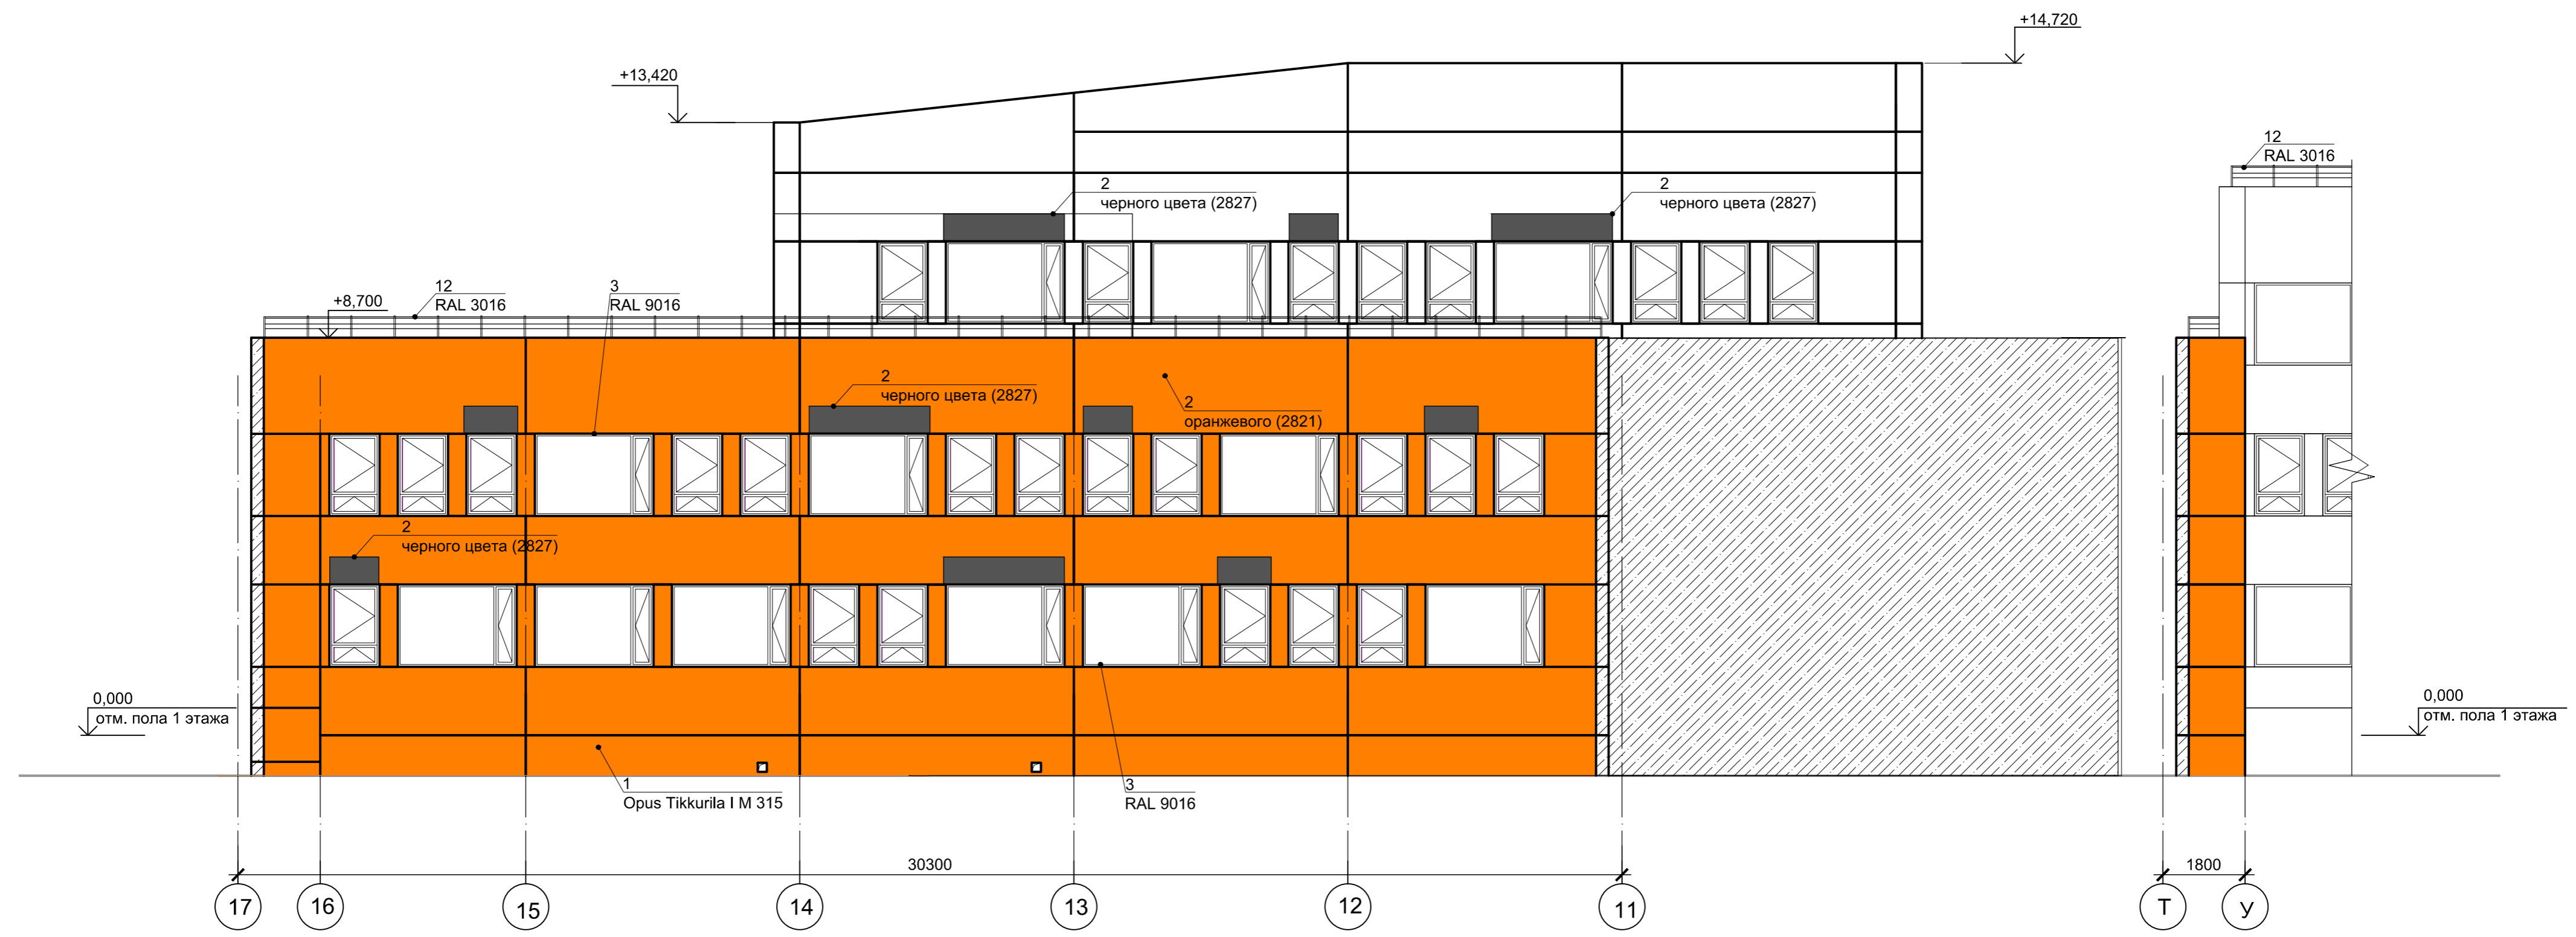 +14,720
+13,420
12
RAL 3016
2
черного цвета (2827)
2
черного цвета (2827)
12
RAL 3016
3
RAL 9016
+8,700
2
черного цвета (2827)
2
оранжевого (2821)
2
черного цвета (2827)
0,000
отм. пола 1 этажа
0,000
отм. пола 1 этажа
1
Opus Tikkurila I M 315
3
RAL 9016
30300
1800
17
16
15
14
13
12
11
Т
У